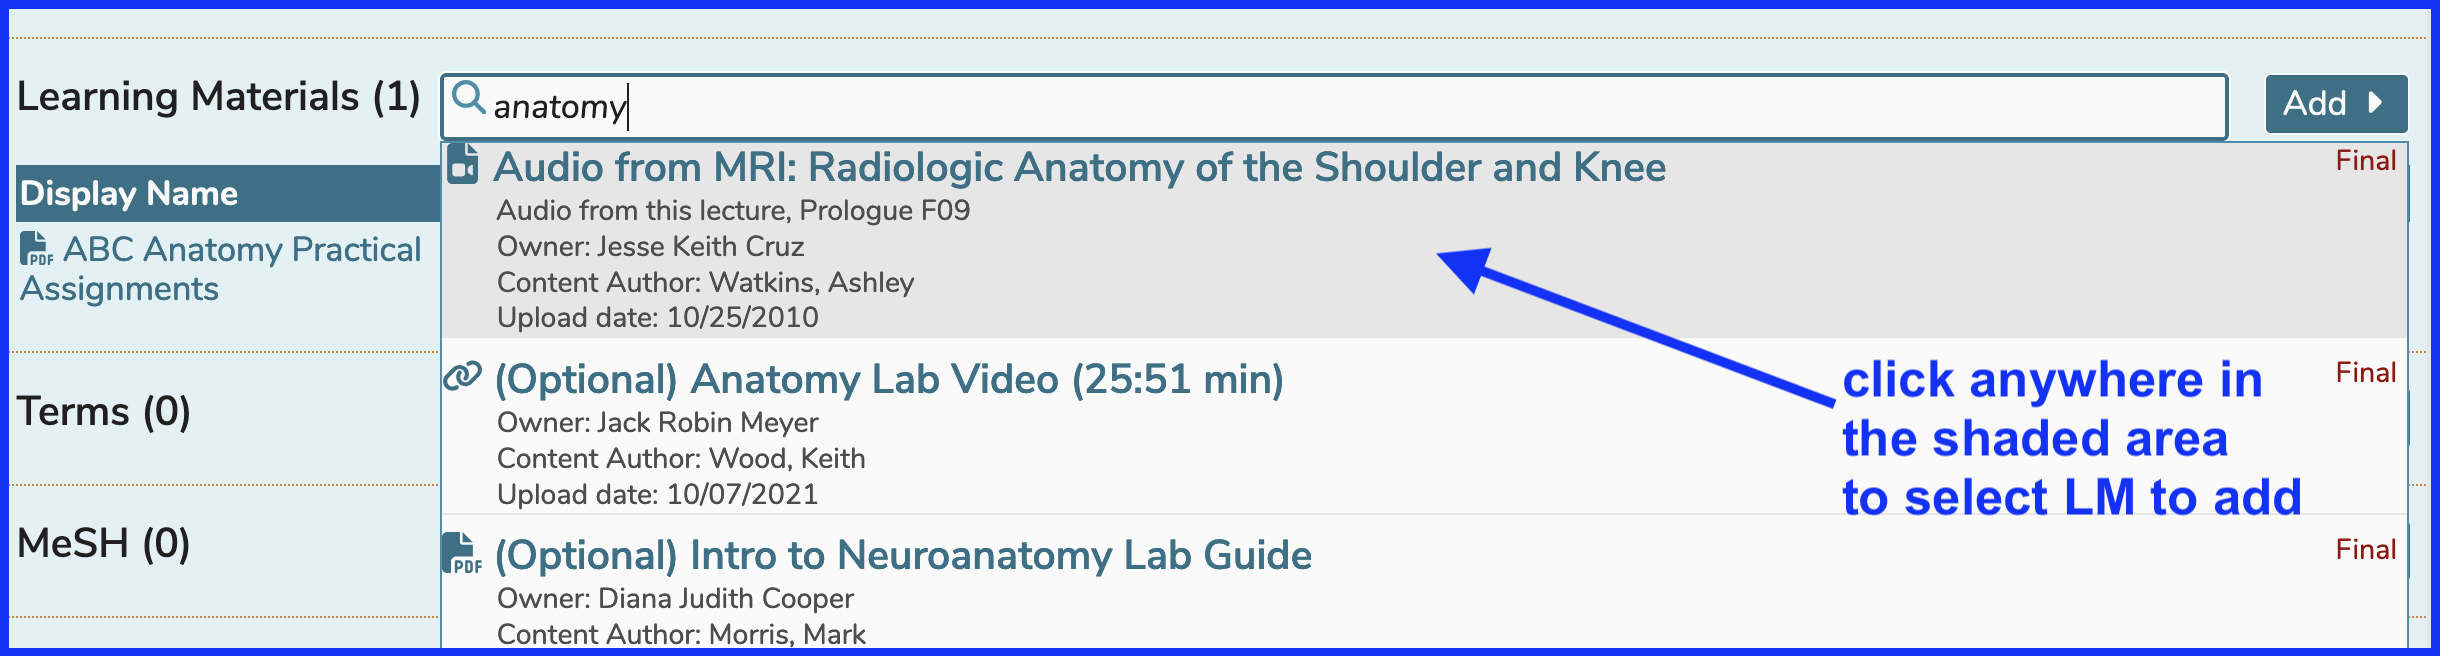 Learning Materials (1)
anatomy
Add
Display Name
ABC Anatomy Practical
Assignments
Terms (0)
MeSH (0)
Audio from MRI: Radiologic Anatomy of the Shoulder and Knee
Final
Audio from this lecture, Prologue F09
Owner: Jesse Keith Cruz
Content Author: Watkins, Ashley
Upload date: 10/25/2010
(Optional) Anatomy Lab Video (25:51 min)
Final
Owner: Jack Robin Meyer
Content Author: Wood, Keith
Upload date: 10/07/2021
(Optional) Intro to Neuroanatomy Lab Guide
Final
Owner: Diana Judith Cooper
Content Author: Morris, Mark
click anywhere in
the shaded area
to select LM to add
PDF
PDF